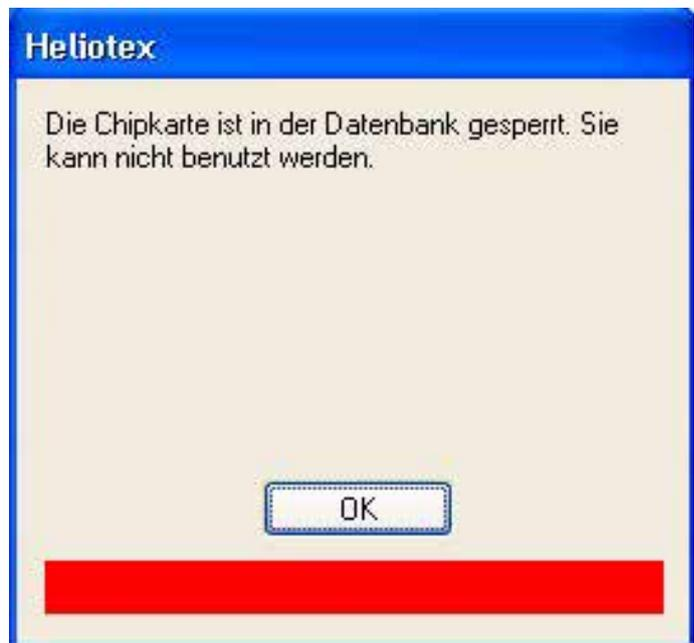 Heliotex
Die Chipkarte ist in der Datenbank gesperrt. Sie
kann nicht benutzt werden.
OK